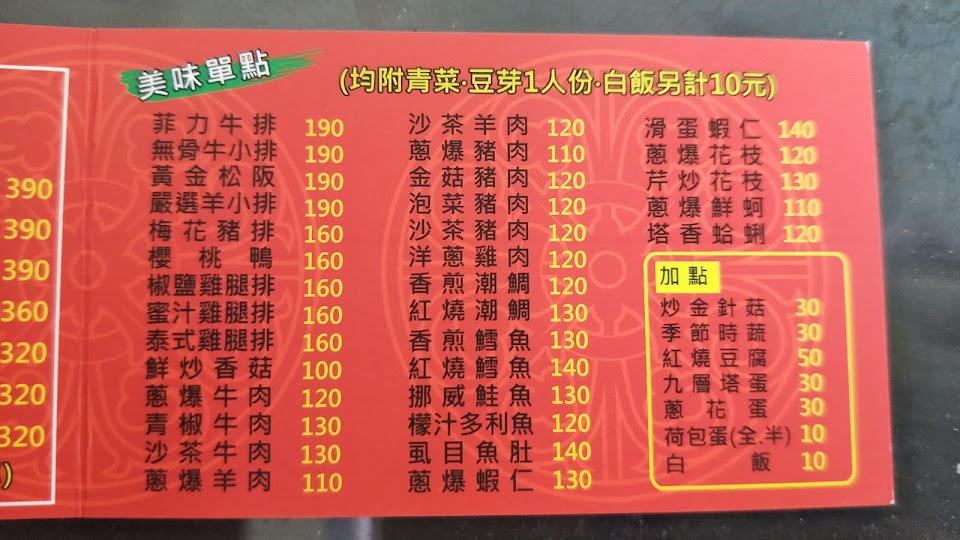 390
390
390
360
320
320
320
)
美味單點
(均附青菜·豆芽1人份·白飯另計10元)
菲力牛排 190
無骨牛小排 190
黃金松阪 190
嚴選羊小排 190
梅花豬排 160
櫻桃鴨 160
椒鹽雞腿排 160
蜜汁雞腿排 160
泰式雞腿排 160
鮮炒香菇 100
蔥爆牛肉 120
青椒牛肉 130
沙茶牛肉 130
蔥爆羊肉 110
沙茶羊肉 120
蔥爆豬肉 110
金菇豬肉 120
泡菜豬肉 120
沙茶豬肉 120
洋蔥雞肉 120
香煎潮鯛 120
紅燒潮鯛 130
香煎鱈魚 130
紅燒鱈魚 140
挪威鮭魚 130
檬汁多利魚 120
虱目魚肚 140
蔥爆蝦仁 130
滑蛋蝦仁 140
蔥爆花枝 120
芹炒花枝 130
蔥爆鮮蚵 110
塔香蛤蜊 120
加點
炒金針菇 30
季節時蔬 30
紅燒豆腐 50
九層塔蛋 30
蔥花蛋 30
荷包蛋(全.半) 10
白飯 10